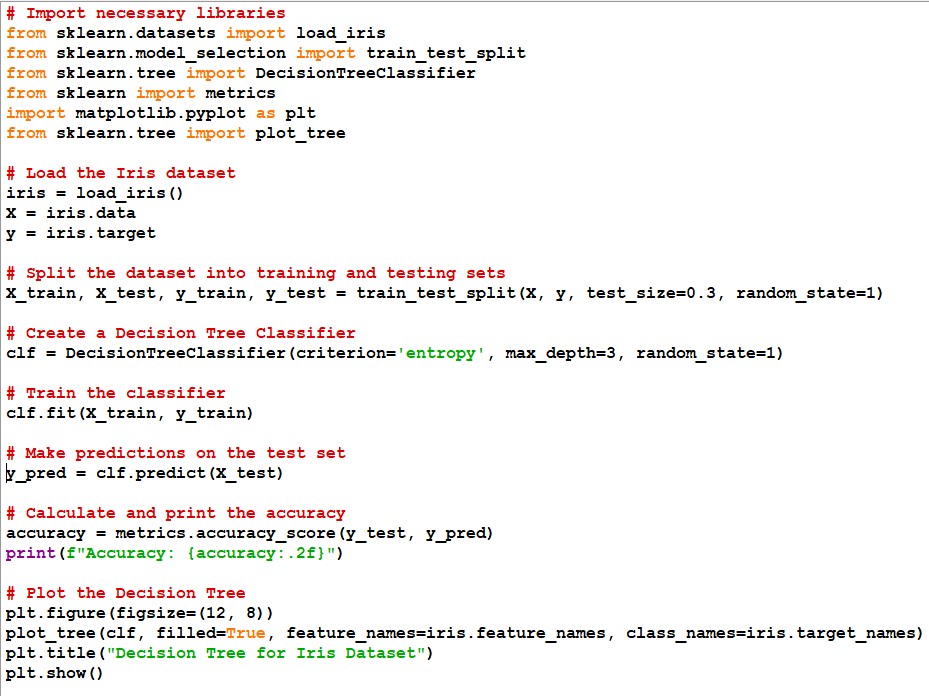 # Import necessary libraries
from sklearn.datasets import load_iris
from sklearn.model_selection import train_test_split
from sklearn.tree import DecisionTreeClassifier
from sklearn import metrics
import matplotlib.pyplot as plt
from sklearn.tree import plot_tree
# Load the Iris dataset
iris = load_iris()
X = iris.data
y = iris.target
# Split the dataset into training and testing sets
X_train, X_test, y_train, y_test = train_test_split(X, y, test_size=0.3, random_state=1)
# Create a Decision Tree Classifier
clf = DecisionTreeClassifier(criterion='entropy', max_depth=3, random_state=1)
# Train the classifier
clf.fit(X_train, y_train)
# Make predictions on the test set
y_pred = clf.predict(X_test)
# Calculate and print the accuracy
accuracy = metrics.accuracy_score(y_test, y_pred)
print(f"Accuracy: {accuracy:.2f}")
# Plot the Decision Tree
plt.figure(figsize=(12, 8))
plot_tree(clf, filled=True, feature_names=iris.feature_names, class_names=iris.target_names)
plt.title("Decision Tree for Iris Dataset")
plt.show()